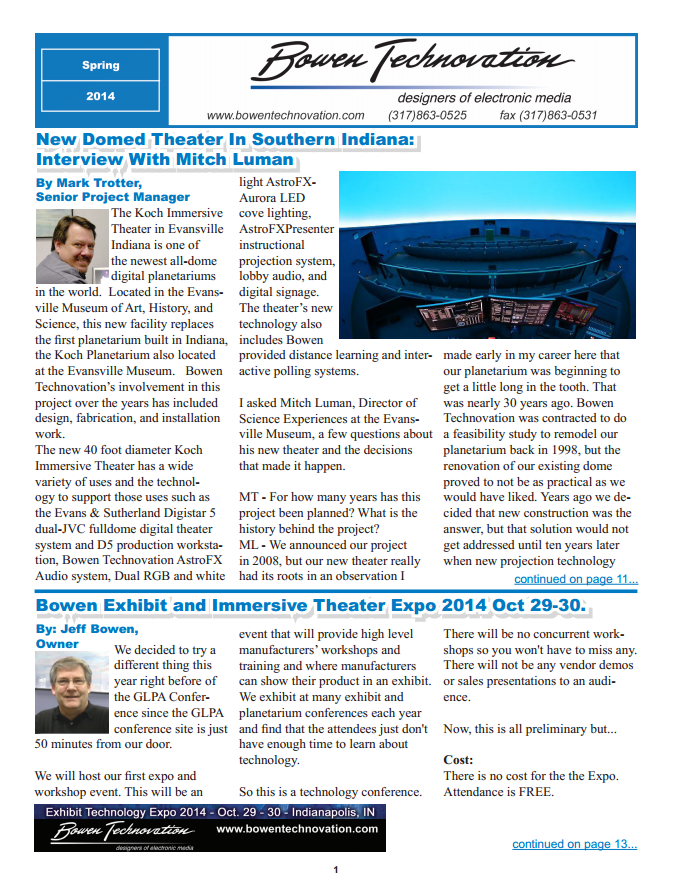 Spring
2014
Bowen Technovation
designers of electronic media
www.bowentechnovation.com (317)863-0525 fax (317)863-0531
New Domed Theater In Southern Indiana:
Interview With Mitch Luman
By Mark Trotter,
Senior Project Manager
The Koch Immersive
Theater in Evansville
Indiana is one of
the newest all-dome
digital planetariums
in the world. Located in the Evans-
ville Museum of Art, History, and
Science, this new facility replaces
the first planetarium built in Indiana,
the Koch Planetarium also located
at the Evansville Museum. Bowen
Technovation's involvement in this
project over the years has included
design, fabrication, and installation
work.
The new 40 foot diameter Koch
Immersive Theater has a wide
variety of uses and the technol-
ogy to support those uses such as
the Evans & Sutherland Digistar 5
dual-JVC fulldome digital theater
system and D5 production worksta-
tion, Bowen Technovation AstroFX
Audio system, Dual RGB and white
light AstroFX-
Aurora LED
cove lighting,
AstroFXPresenter
instructional
projection system,
lobby audio, and
digital signage.
The theater's new
technology also
includes Bowen
provided distance learning and inter-
active polling systems.
I asked Mitch Luman, Director of
Science Experiences at the Evans-
ville Museum, a few questions about
his new theater and the decisions
that made it happen.
MT - For how many years has this
project been planned? What is the
history behind the project?
ML - We announced our project
in 2008, but our new theater really
had its roots in an observation I
made early in my career here that
our planetarium was beginning to
get a little long in the tooth. That
was nearly 30 years ago. Bowen
Technovation was contracted to do
a feasibility study to remodel our
planetarium back in 1998, but the
renovation of our existing dome
proved to not be as practical as we
would have liked. Years ago we de-
cided that new construction was the
answer, but that solution would not
get addressed until ten years later
when new projection technology
continued on page 11...
Bowen Exhibit and Immersive Theater Expo 2014 Oct 29-30.
By: Jeff Bowen,
Owner
We decided to try a
different thing this
year right before of
the GLPA Confer-
ence since the GLPA
conference site is just
50 minutes from our door.
We will host our first expo and
workshop event. This will be an
event that will provide high level
manufacturers' workshops and
training and where manufacturers
can show their product in an exhibit.
We exhibit at many exhibit and
planetarium conferences each year
and find that the attendees just don't
have enough time to learn about
technology.
So this is a technology conference.
There will be no concurrent work-
shops so you won't have to miss any.
There will not be any vendor demos
or sales presentations to an audi-
ence.
Now, this is all preliminary but...
Cost:
There is no cost for the the Expo.
Attendance is FREE.
Exhibit Technology Expo 2014 - Oct. 29 - 30 - Indianapolis, IN
Bowen Technovation www.bowentechnovation.com
designers of electronic media
continued on page 13...
1